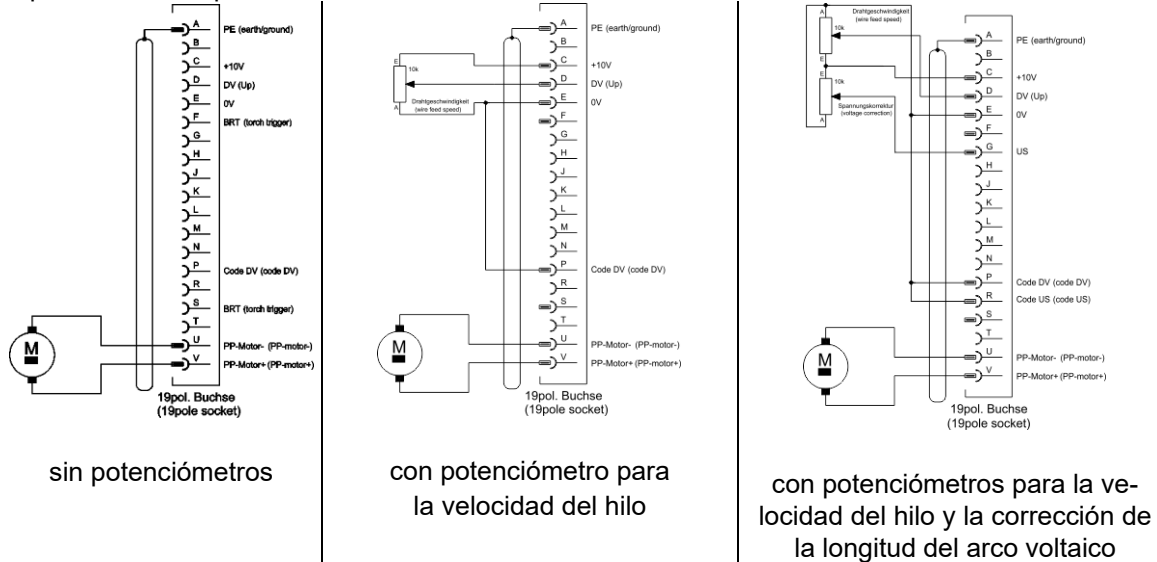 A PE (earth/ground)
B
C +10V
D DV (Up)
E 0V
F BRT (torch trigger)
G
H
J
K
L
M
N
P Code DV (code DV)
R
S BRT (torch trigger)
T
U PP-Motor- (PP-motor-)
V PP-Motor+ (PP-motor+)
M
19pol. Buchse
(19pole socket)
sin potenciómetros
A PE (earth/ground)
B
E
10k
C +10V
D DV (Up)
Drahtgeschwindigkeit
(wire feed speed)
A
E 0V
F
G
H
J
K
L
M
N
P Code DV (code DV)
R
S
T
U PP-Motor- (PP-motor-)
V PP-Motor+ (PP-motor+)
M
19pol. Buchse
(19pole socket)
con potenciómetro para
la velocidad del hilo
A
Drahtgeschwindigkeit
(wire feed speed)
10k
E
E
10k
Spannungskorrektur
(voltage correction)
A
A PE (earth/ground)
B
C +10V
D DV (Up)
E 0V
F
G US
H
J
K
L
M
N
P Code DV (code DV)
R Code US (code US)
S
T
U PP-Motor- (PP-motor-)
V PP-Motor+ (PP-motor+)
M
19pol. Buchse
(19pole socket)
con potenciómetros para la ve-
locidad del hilo y la corrección de
la longitud del arco voltaico